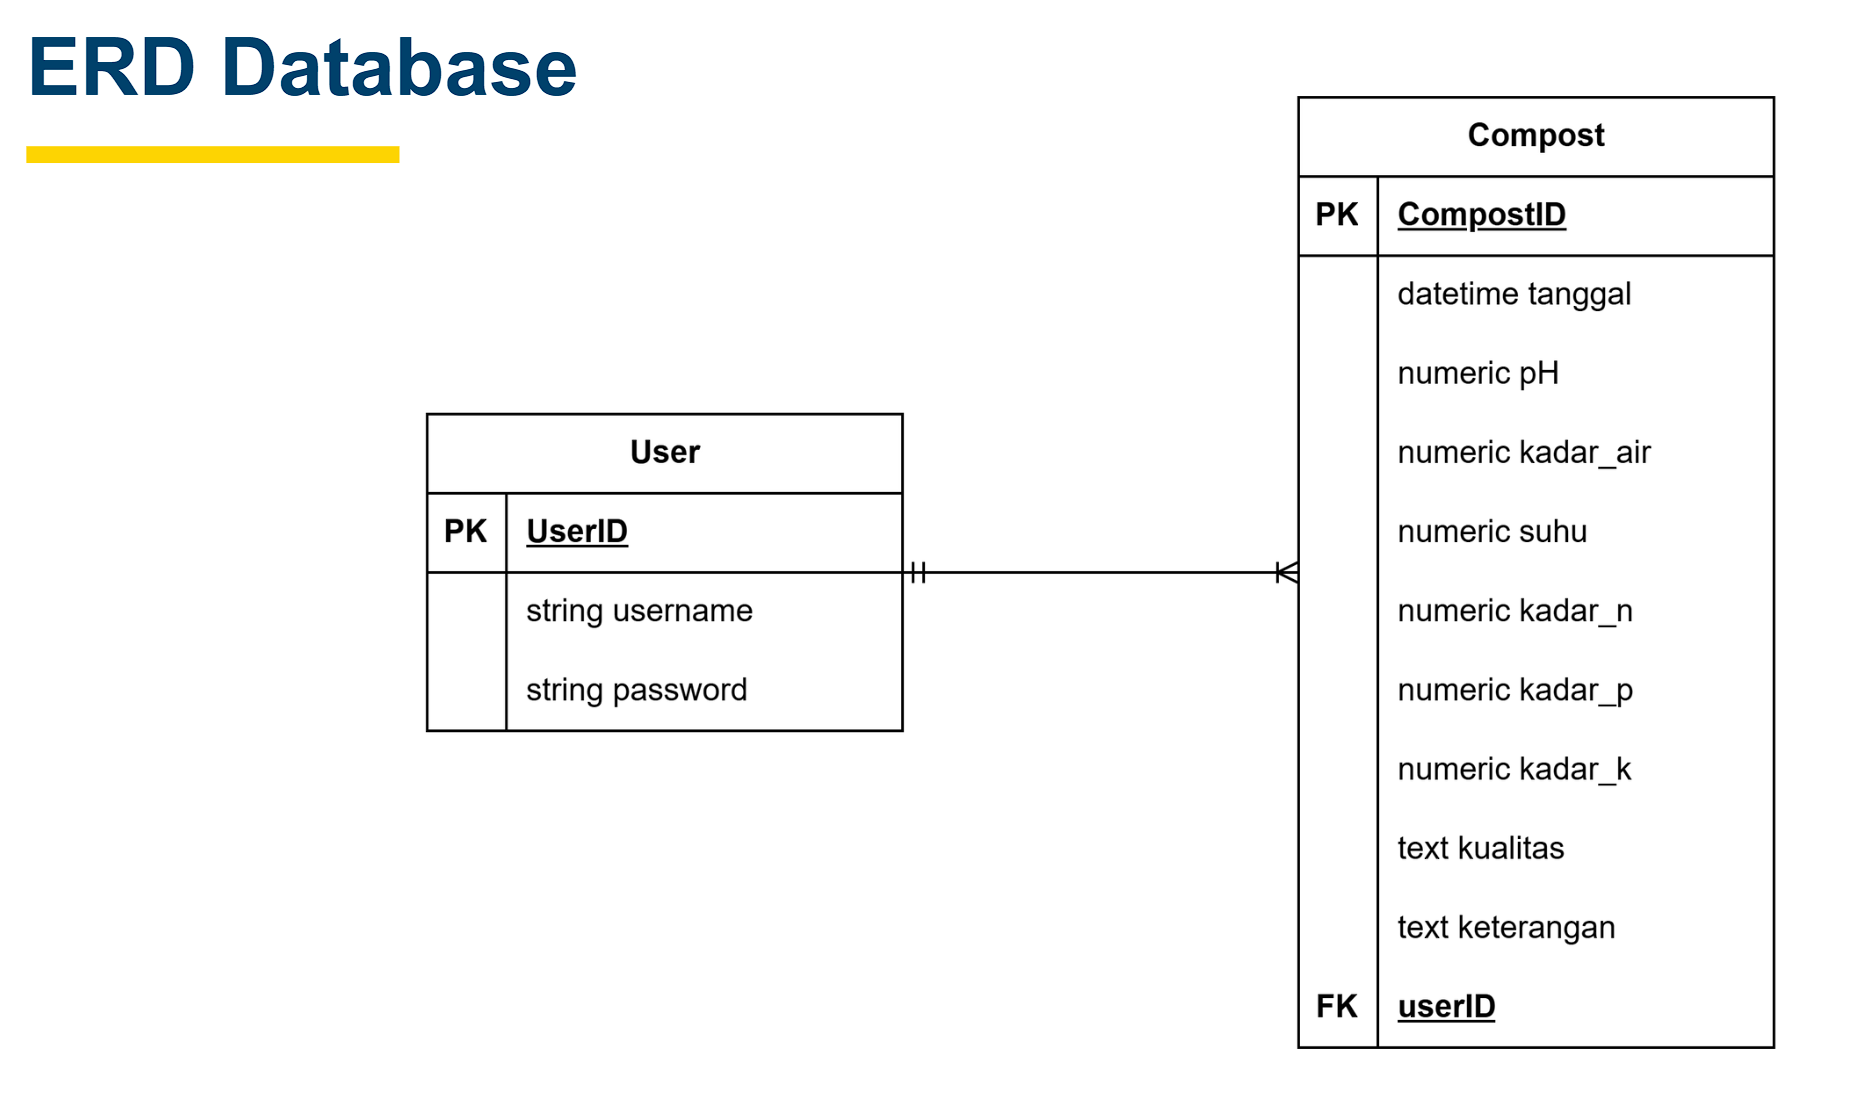 ERD Database
User
PK UserID
string username
string password
Compost
PK CompostID
datetime tanggal
numeric pH
numeric kadar_air
numeric suhu
numeric kadar_n
numeric kadar_p
numeric kadar_k
text kualitas
text keterangan
FK userID